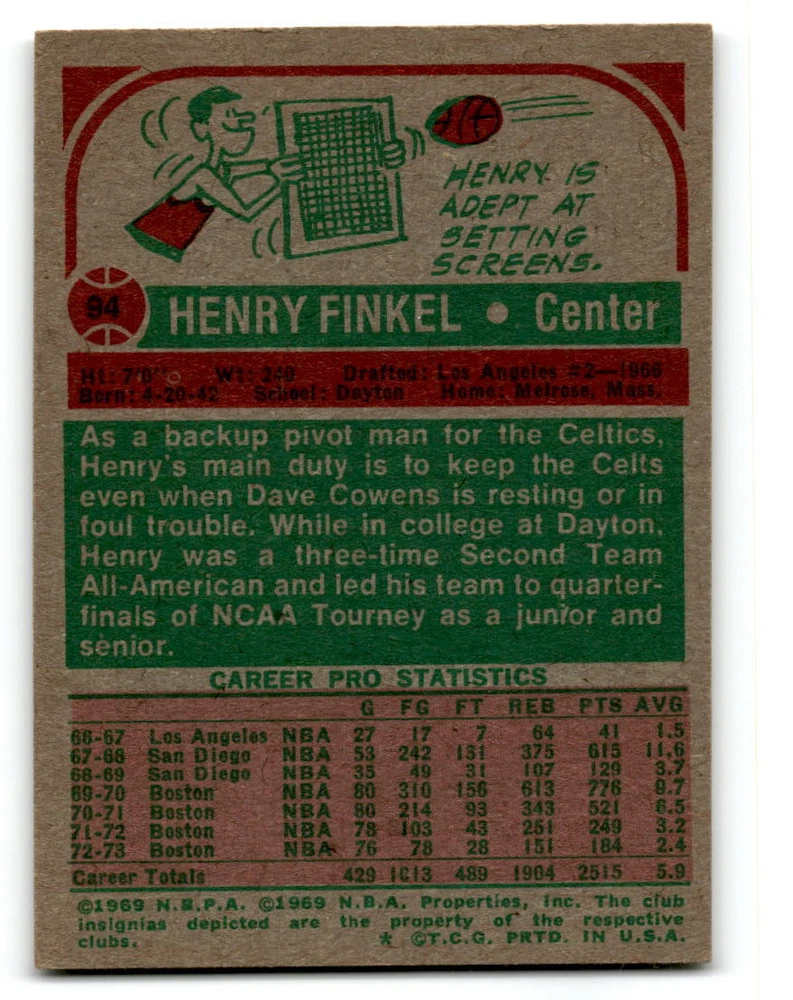 HENRY IS
ADEPT AT
SETTING
SCREENS.
94
HENRY FINKEL • Center
Ht: 7'0" Wt: 240 Drafted: Los Angeles #2—1966
Born: 4-20-42 School: Dayton Home: Melrose, Mass.
As a backup pivot man for the Celtics,
Henry's main duty is to keep the Celts
even when Dave Cowens is resting or in
foul trouble. While in college at Dayton,
Henry was a three-time Second Team
All-American and led his team to quarter-
finals of NCAA Tourney as a junior and
senior.
CAREER PRO STATISTICS
G FG FT REB PTS AVG
66-67 Los Angeles NBA 27 17 7 64 41 1.5
67-68 San Diego NBA 53 242 131 375 615 11.6
68-69 San Diego NBA 35 49 31 107 129 3.7
69-70 Boston NBA 80 310 156 613 776 9.7
70-71 Boston NBA 80 214 93 343 521 6.5
71-72 Boston NBA 78 103 43 251 249 3.2
72-73 Boston NBA 76 78 28 151 184 2.4
Career Totals 429 1013 489 1904 2515 5.9
©1969 N.B.P.A. ©1969 N.B.A. Properties, Inc. The club
insignias depicted are the property of the respective
clubs. * ©T.C.G. PRTD. IN U.S.A.